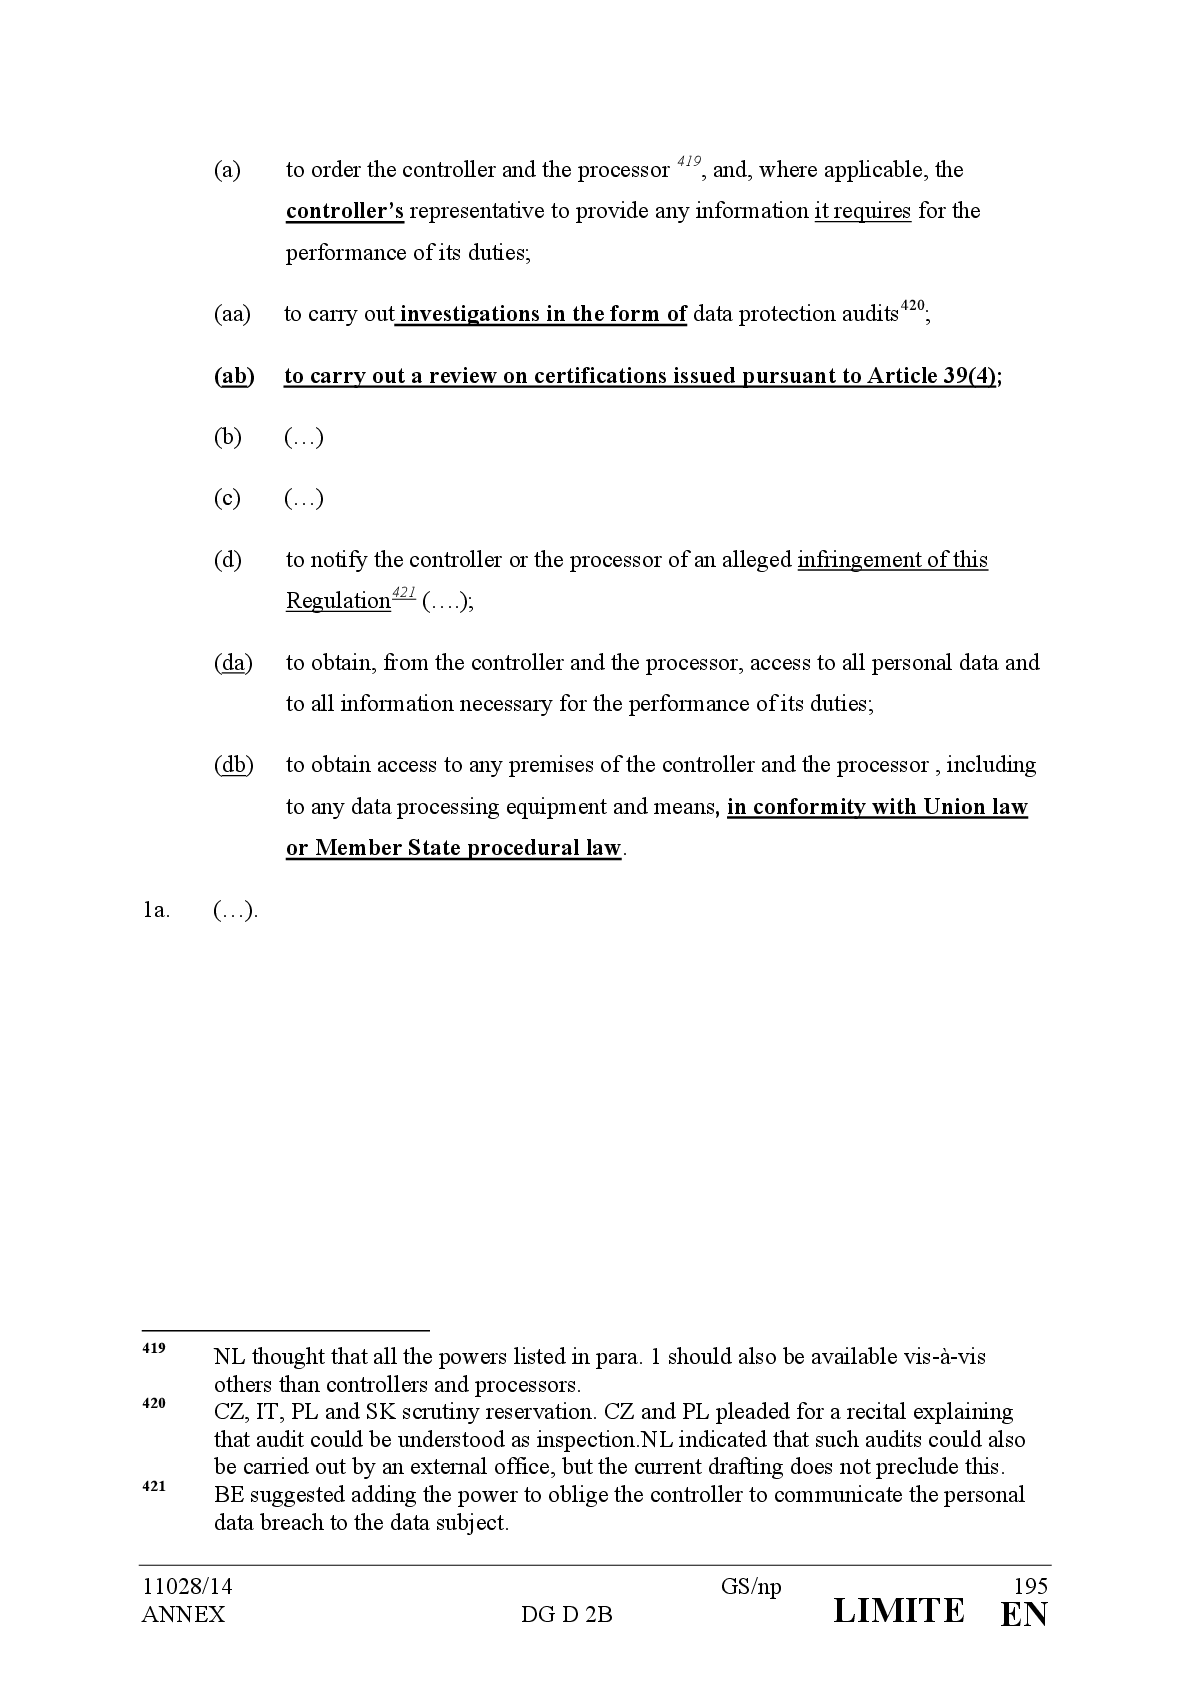 (a) to order the controller and the processor 419, and, where applicable, the
controller’s representative to provide any information it requires for the
performance of its duties;
(aa) to carry out investigations in the form of data protection audits420;
(ab) to carry out a review on certifications issued pursuant to Article 39(4);
(b) (…)
(c) (…)
(d) to notify the controller or the processor of an alleged infringement of this
Regulation421 (….);
(da) to obtain, from the controller and the processor, access to all personal data and
to all information necessary for the performance of its duties;
(db) to obtain access to any premises of the controller and the processor , including
to any data processing equipment and means, in conformity with Union law
or Member State procedural law.
1a. (…).
419 NL thought that all the powers listed in para. 1 should also be available vis-à-vis
others than controllers and processors.
420 CZ, IT, PL and SK scrutiny reservation. CZ and PL pleaded for a recital explaining
that audit could be understood as inspection.NL indicated that such audits could also
be carried out by an external office, but the current drafting does not preclude this.
421 BE suggested adding the power to oblige the controller to communicate the personal
data breach to the data subject.
11028/14 GS/np 195
ANNEX DG D 2B LIMITE EN